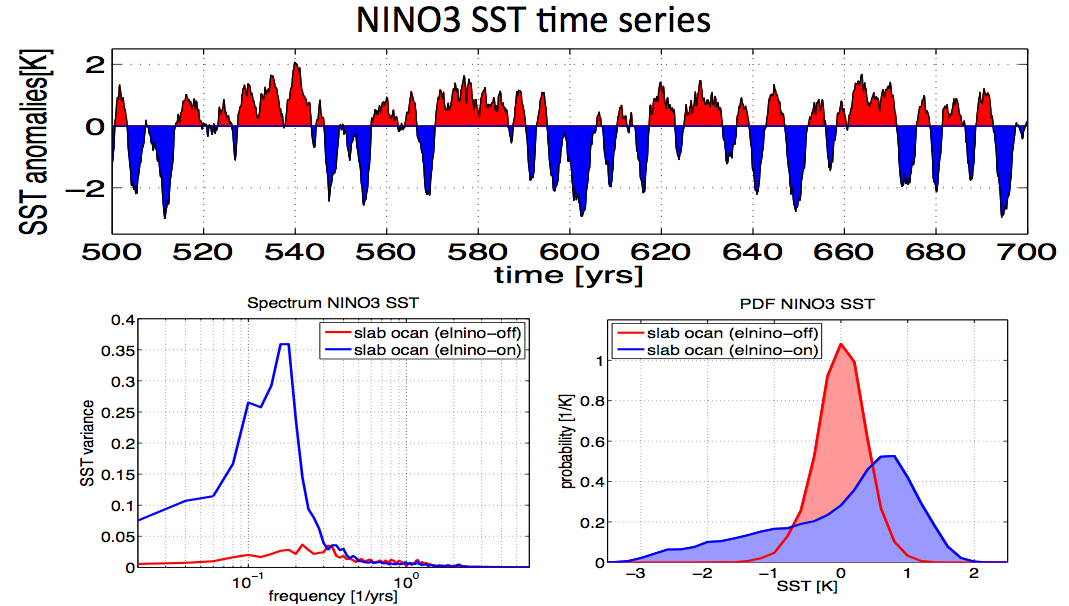 NINO3 SST time series
SST anomalies[K]
2
0
−2
500 520 540 560 580 600 620 640 660 680 700
time [yrs]
Spectrum NINO3 SST
slab ocan (elnino−off)
slab ocan (elnino−on)
SST variance
0.4
0.35
0.3
0.25
0.2
0.15
0.1
0.05
0
10⁻¹ 10⁰
frequency [1/yrs]
PDF NINO3 SST
slab ocan (elnino−off)
slab ocan (elnino−on)
probability [1/K]
1
0.8
0.6
0.4
0.2
0
−3 −2 −1 0 1 2
SST [K]